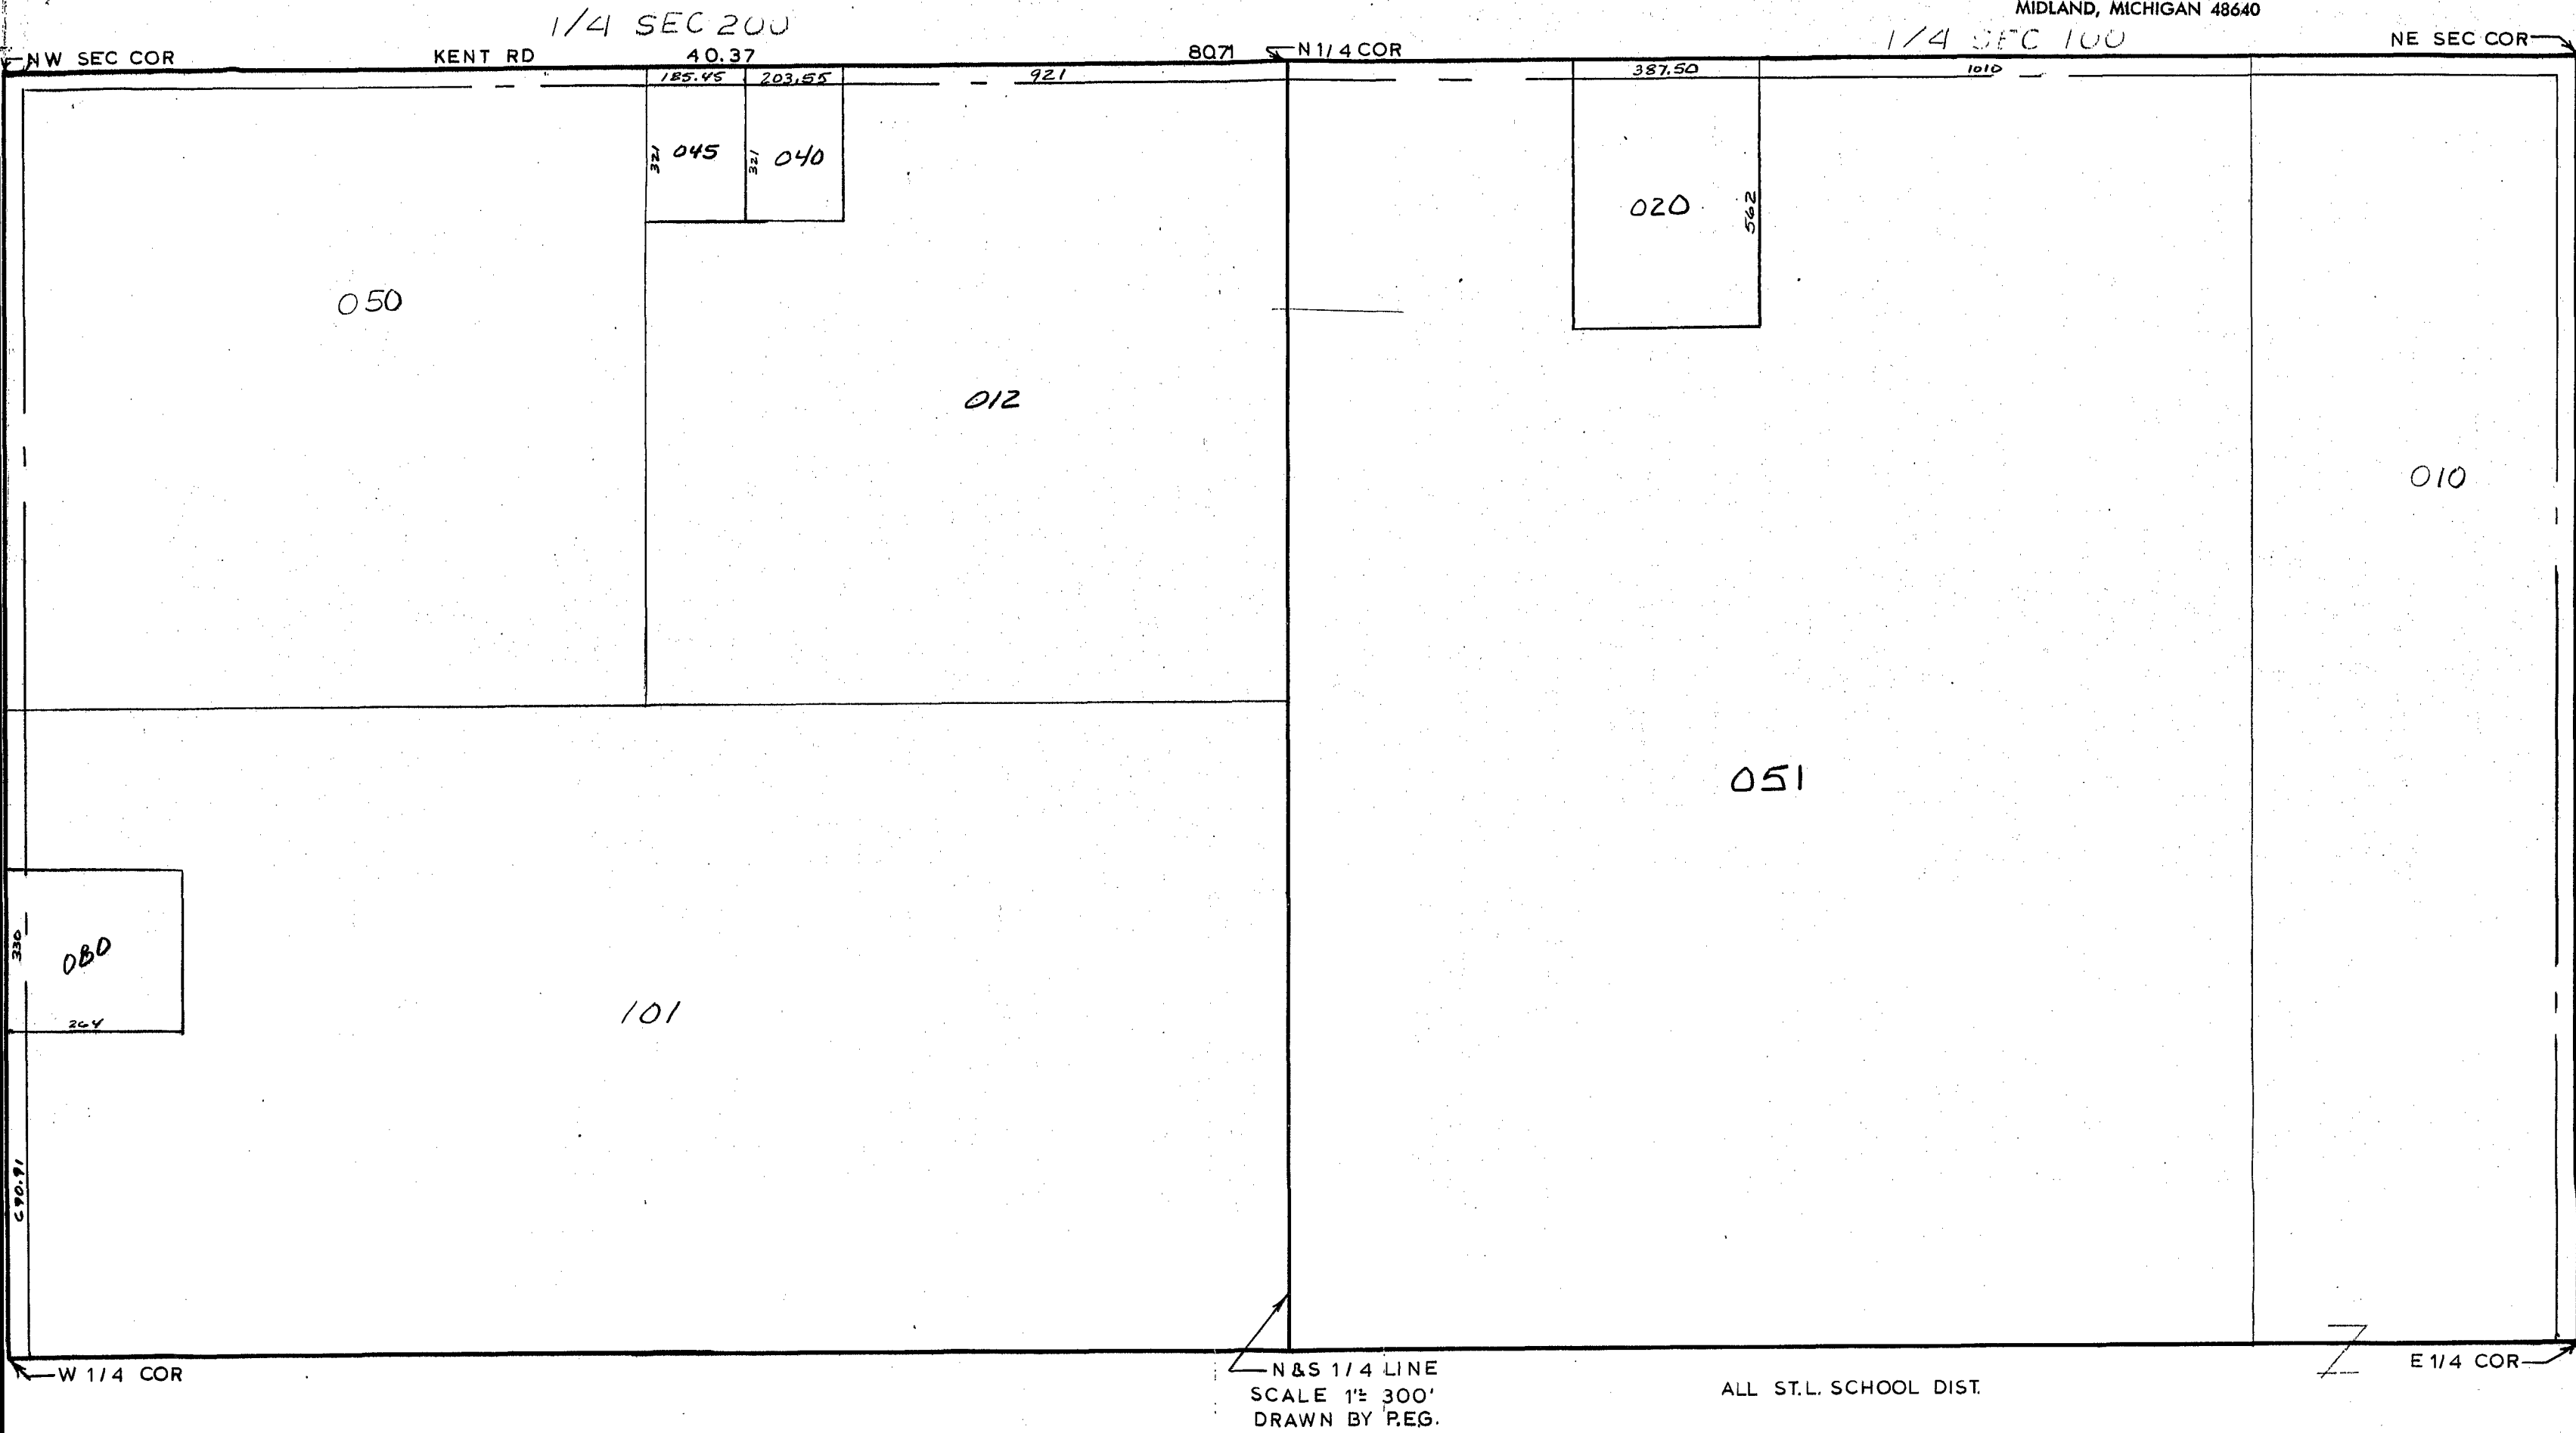 MIDLAND, MICHIGAN 48640
1/4 SEC 200
1/4 SEC 100
NW SEC COR
KENT RD
40.37
8071
N 1/4 COR
NE SEC COR
185.45
203.55
921
387.50
1010
321
045
321
040
020
562
050
012
010
051
330
080
264
101
690.91
W 1/4 COR
N&S 1/4 LINE
SCALE 1"= 300'
DRAWN BY P.E.G.
ALL ST.L. SCHOOL DIST.
E 1/4 COR